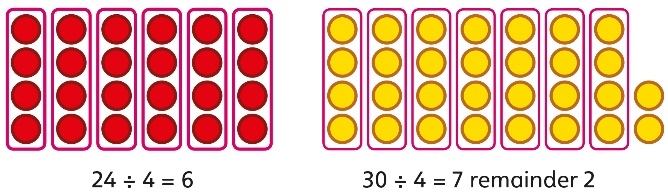 24 ÷ 4 = 6
30 ÷ 4 = 7 remainder 2